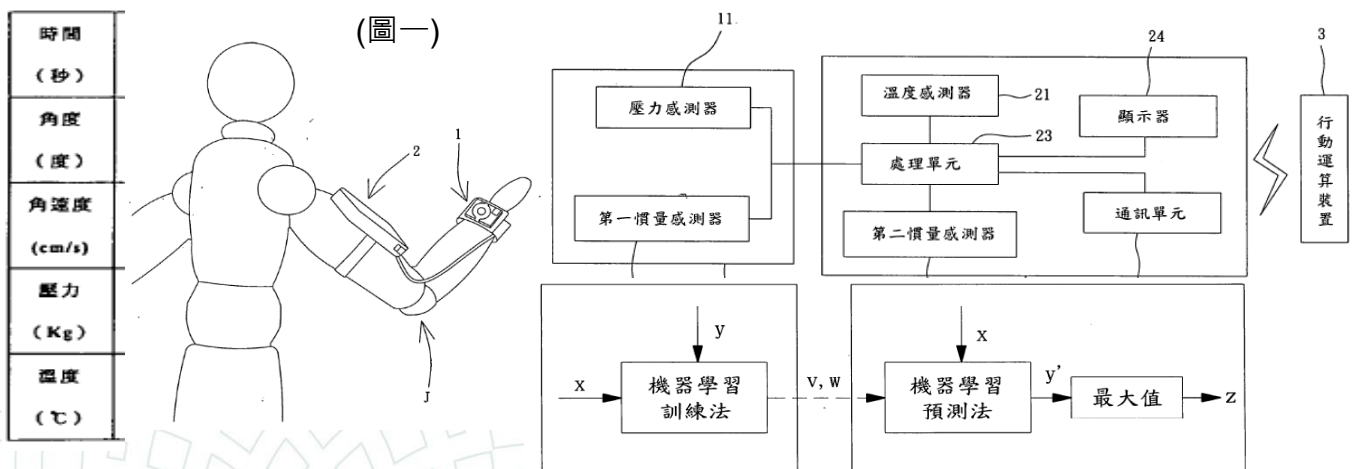 時間
(秒)
角度
(度)
角速度
(cm/s)
壓力
(Kg)
溫度
(℃)
(圖一)
1
2
J
11
壓力感測器
第一慣量感測器
溫度感測器
21
24
顯示器
23
處理單元
第二慣量感測器
通訊單元
3
行動運算裝置
y
x
機器學習
訓練法
v, w
x
機器學習
預測法
y'
最大值
z